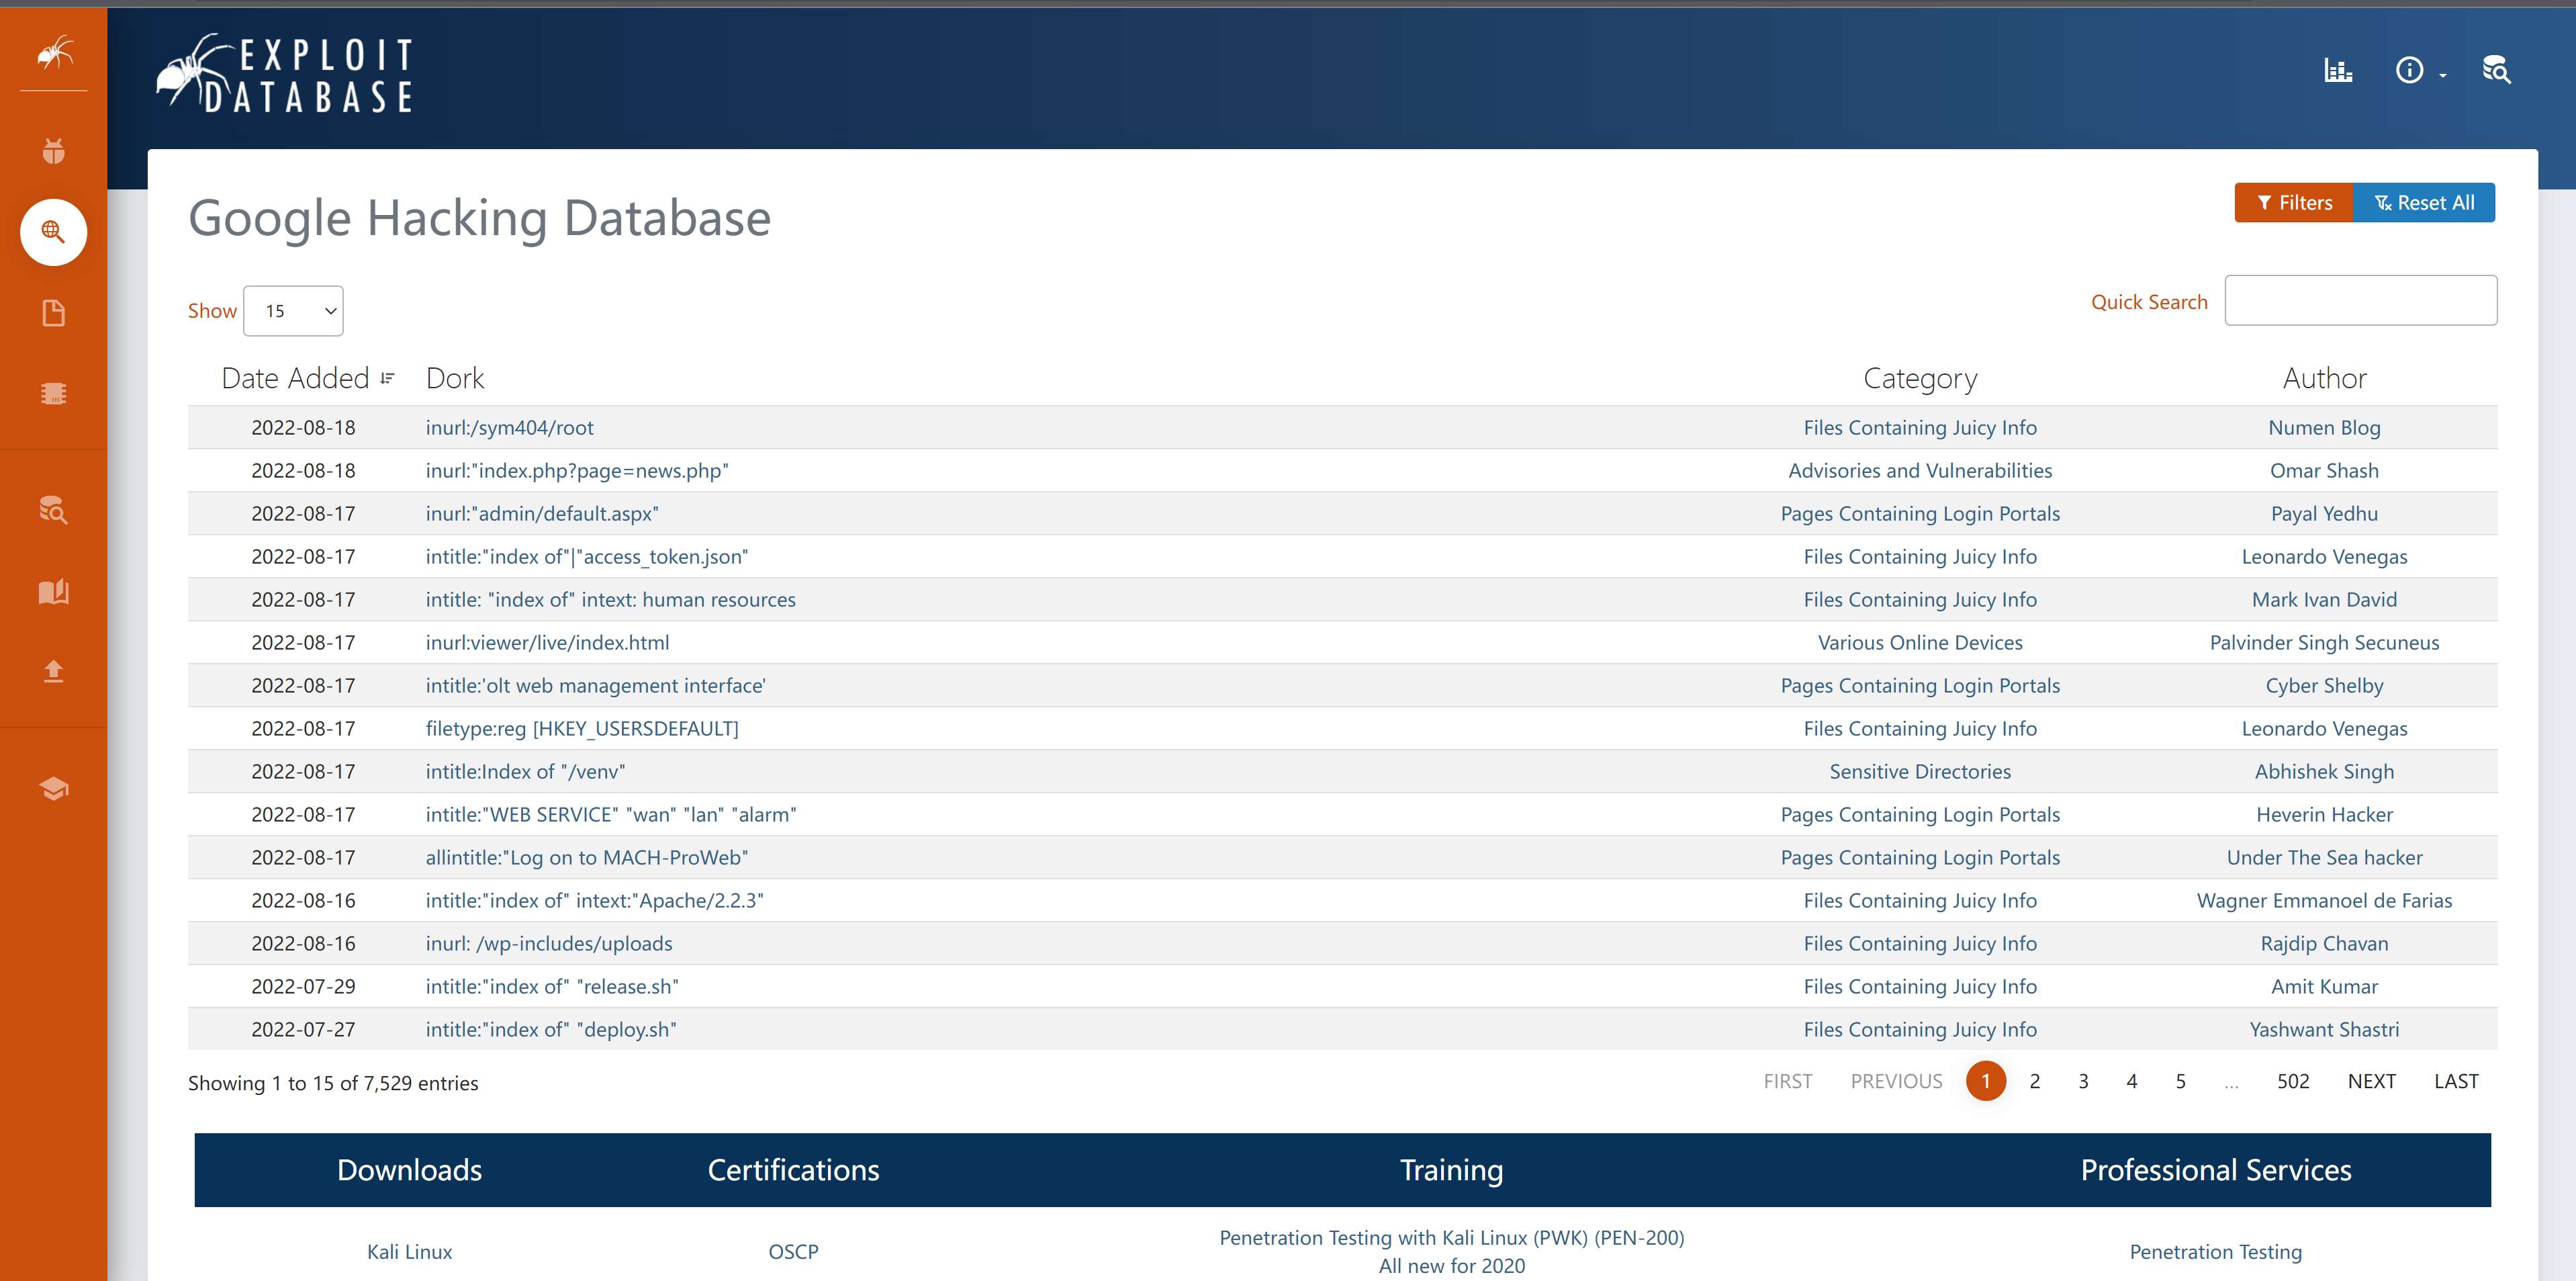 EXPLOIT
DATABASE
Google Hacking Database
Filters
Reset All
Show 15
Quick Search
Date Added Dork Category Author
2022-08-18 inurl:/sym404/root Files Containing Juicy Info Numen Blog
2022-08-18 inurl:"index.php?page=news.php" Advisories and Vulnerabilities Omar Shash
2022-08-17 inurl:"admin/default.aspx" Pages Containing Login Portals Payal Yedhu
2022-08-17 intitle:"index of"|"access_token.json" Files Containing Juicy Info Leonardo Venegas
2022-08-17 intitle: "index of" intext: human resources Files Containing Juicy Info Mark Ivan David
2022-08-17 inurl:viewer/live/index.html Various Online Devices Palvinder Singh Secuneus
2022-08-17 intitle:'olt web management interface' Pages Containing Login Portals Cyber Shelby
2022-08-17 filetype:reg [HKEY_USERSDEFAULT] Files Containing Juicy Info Leonardo Venegas
2022-08-17 intitle:Index of "/venv" Sensitive Directories Abhishek Singh
2022-08-17 intitle:"WEB SERVICE" "wan" "lan" "alarm" Pages Containing Login Portals Heverin Hacker
2022-08-17 allintitle:"Log on to MACH-ProWeb" Pages Containing Login Portals Under The Sea hacker
2022-08-16 intitle:"index of" intext:"Apache/2.2.3" Files Containing Juicy Info Wagner Emmanoel de Farias
2022-08-16 inurl: /wp-includes/uploads Files Containing Juicy Info Rajdip Chavan
2022-07-29 intitle:"index of" "release.sh" Files Containing Juicy Info Amit Kumar
2022-07-27 intitle:"index of" "deploy.sh" Files Containing Juicy Info Yashwant Shastri
Showing 1 to 15 of 7,529 entries
FIRST PREVIOUS 1 2 3 4 5 ... 502 NEXT LAST
Downloads Certifications Training Professional Services
Kali Linux
OSCP
Penetration Testing with Kali Linux (PWK) (PEN-200)
All new for 2020
Penetration Testing